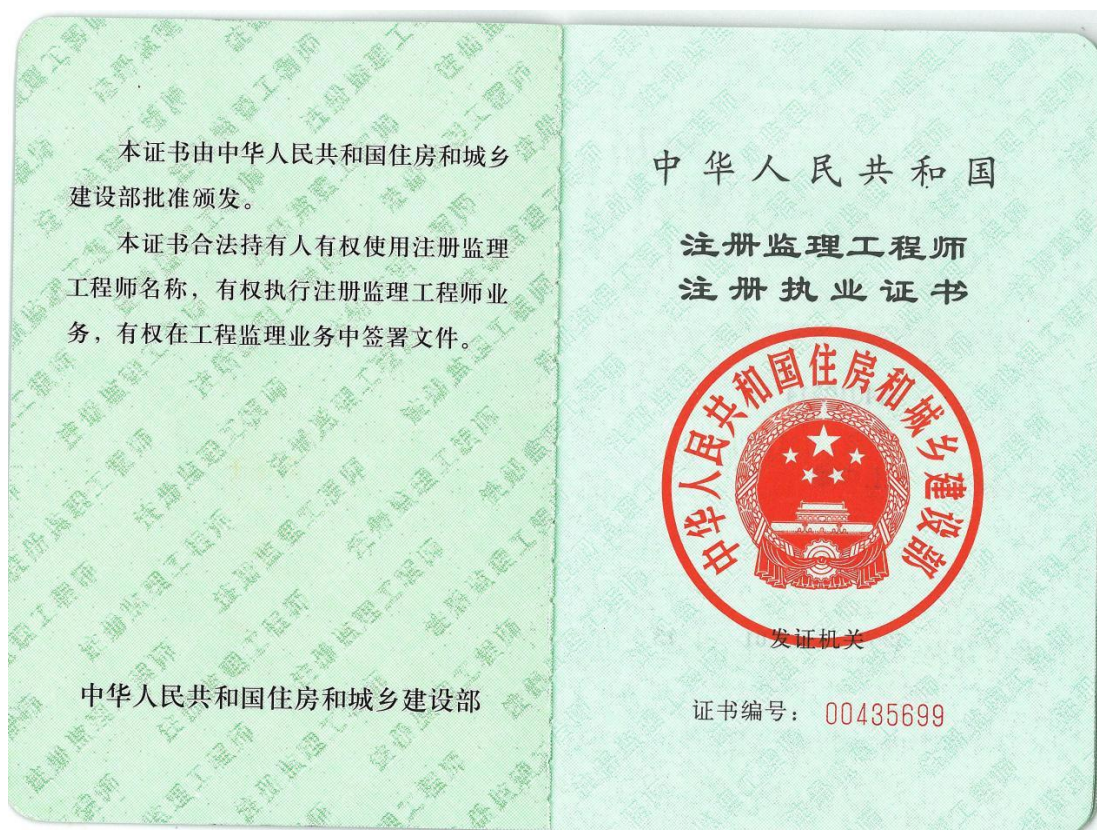 本证书由中华人民共和国住房和城乡
建设部批准颁发。
本证书合法持有人有权使用注册监理
工程师名称，有权执行注册监理工程师业
务，有权在工程监理业务中签署文件。
中华人民共和国住房和城乡建设部
中华人民共和国
注册监理工程师
注册执业证书
中华人民共和国住房和城乡建设部
发证机关
证书编号： 00435699